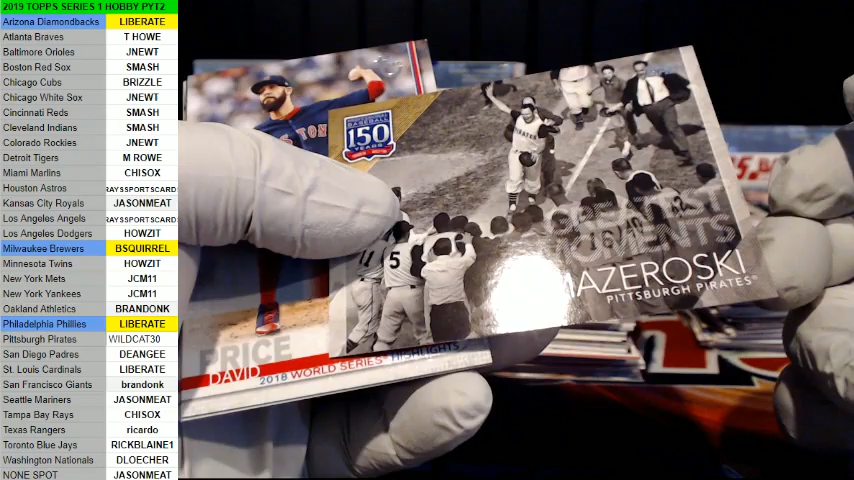 2019 TOPPS SERIES 1 HOBBY PYT2
Arizona Diamondbacks LIBERATE
Atlanta Braves T HOWE
Baltimore Orioles JNEWT
Boston Red Sox SMASH
Chicago Cubs BRIZZLE
Chicago White Sox JNEWT
Cincinnati Reds SMASH
Cleveland Indians SMASH
Colorado Rockies JNEWT
Detroit Tigers M ROWE
Miami Marlins CHISOX
Houston Astros RAYSSPORTSCARD
Kansas City Royals JASONMEAT
Los Angeles Angels RAYSSPORTSCARD
Los Angeles Dodgers HOWZIT
Milwaukee Brewers BSQUIRREL
Minnesota Twins HOWZIT
New York Mets JCM11
New York Yankees JCM11
Oakland Athletics BRANDONK
Philadelphia Phillies LIBERATE
Pittsburgh Pirates WILDCAT30
San Diego Padres DEANGEE
St. Louis Cardinals LIBERATE
San Francisco Giants brandonk
Seattle Mariners JASONMEAT
Tampa Bay Rays CHISOX
Texas Rangers ricardo
Toronto Blue Jays RICKBLAINE1
Washington Nationals DLOECHER
NONE SPOT JASONMEAT
150
YEARS
PIRATES
5
MOMENTS
MAZEROSKI
PITTSBURGH PIRATES
PRICE
DAVID
2018 WORLD SERIES HIGHLIGHTS